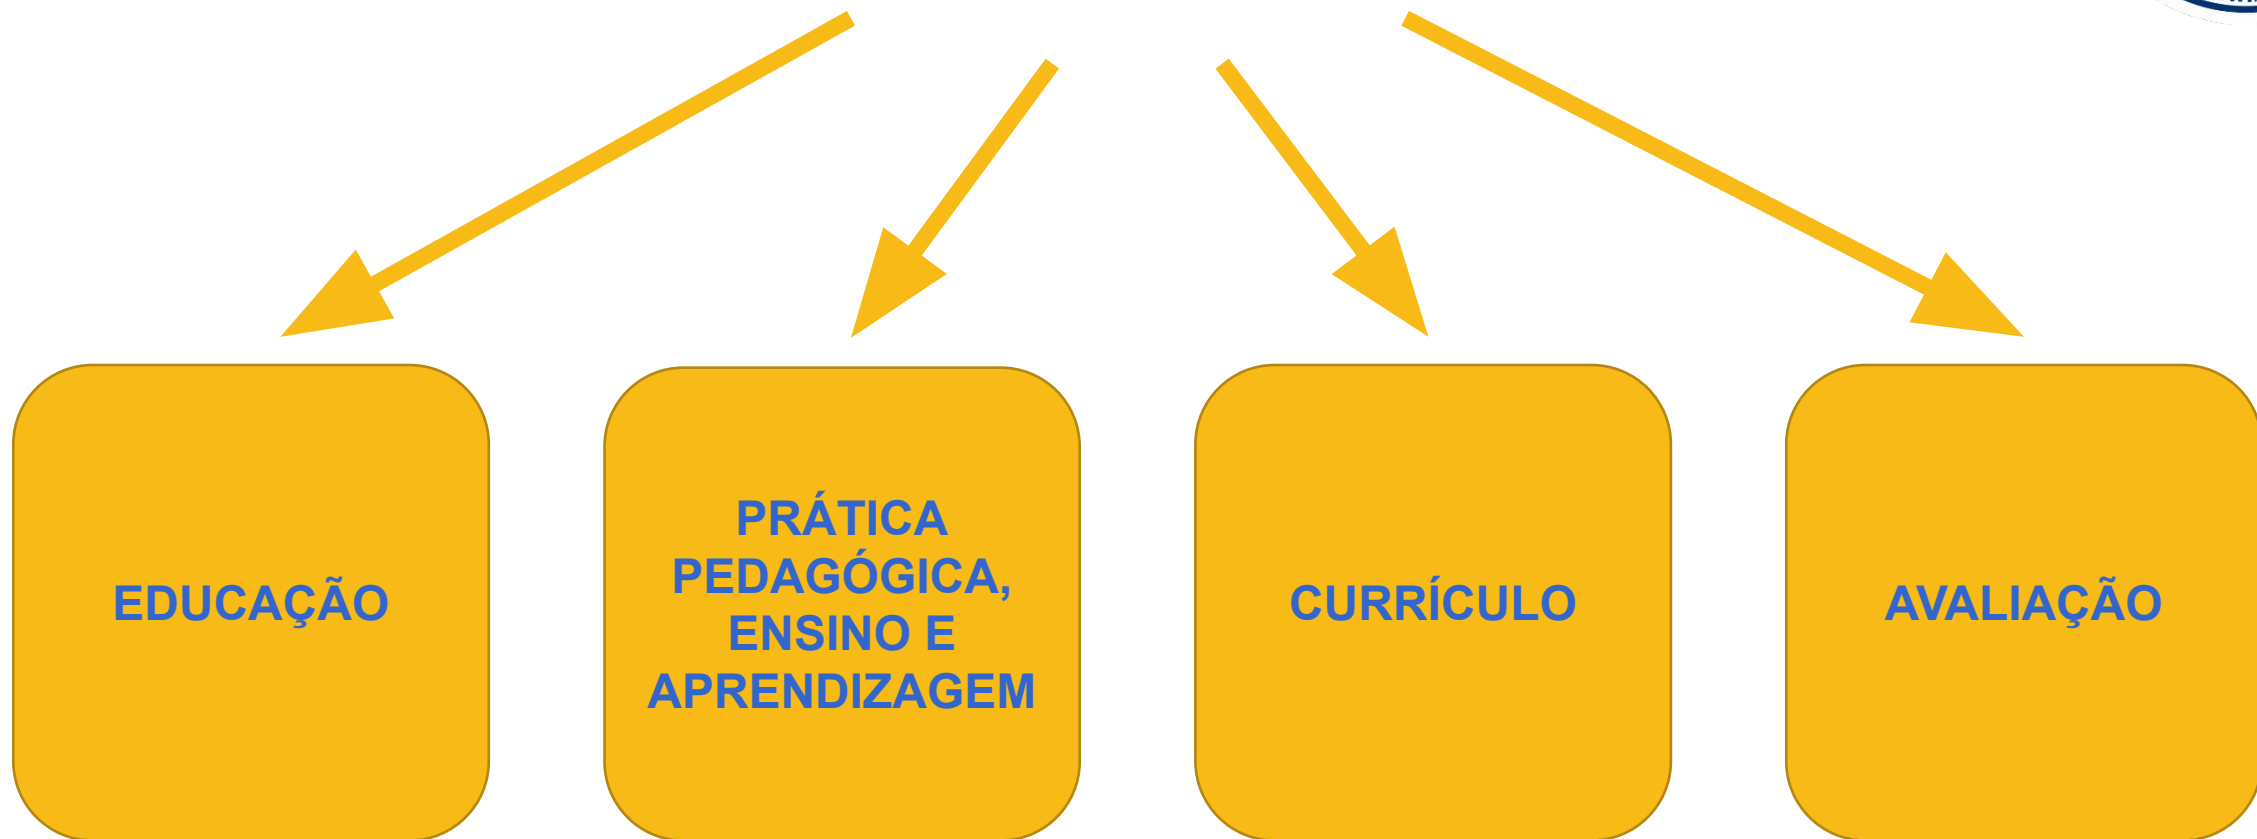 EDUCAÇÃO
PRÁTICA
PEDAGÓGICA,
ENSINO E
APRENDIZAGEM
CURRÍCULO
AVALIAÇÃO